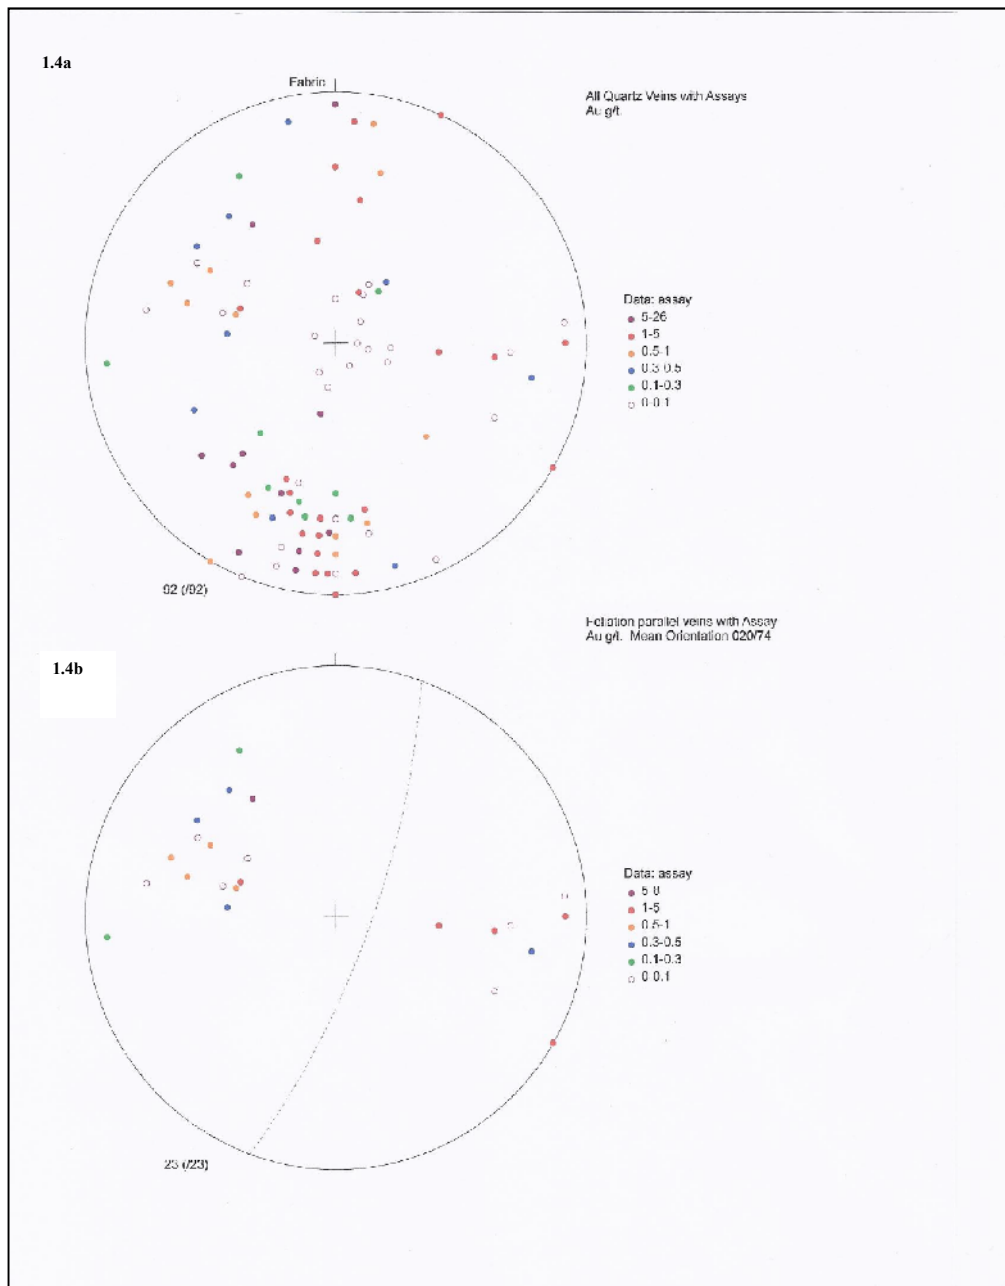 1.4a
Fabric
All Quartz Veins with Assays
Au g/t.
Data: assay
5-26
1-5
0.5-1
0.3-0.5
0.1-0.3
0-0.1
92 (/92)
Foliation parallel veins with Assay
Au g/t. Mean Orientation 020/74
1.4b
Data: assay
5-8
1-5
0.5-1
0.3-0.5
0.1-0.3
0-0.1
23 (/23)